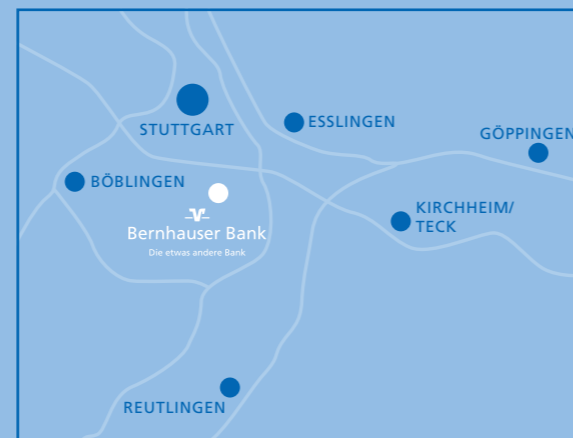 STUTTGART
ESSLINGEN
GÖPPINGEN
BÖBLINGEN
KIRCHHEIM/
TECK
Bernhauser Bank
Die etwas andere Bank
REUTLINGEN